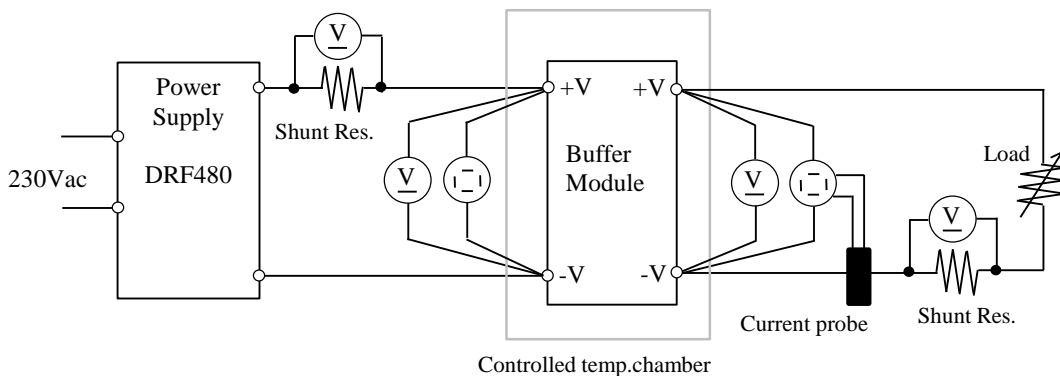 V
Power
Supply
DRF480
230Vac
Shunt Res.
+V
+V
Buffer
Module
-V
-V
V
V
Load
V
Current probe
Shunt Res.
Controlled temp.chamber